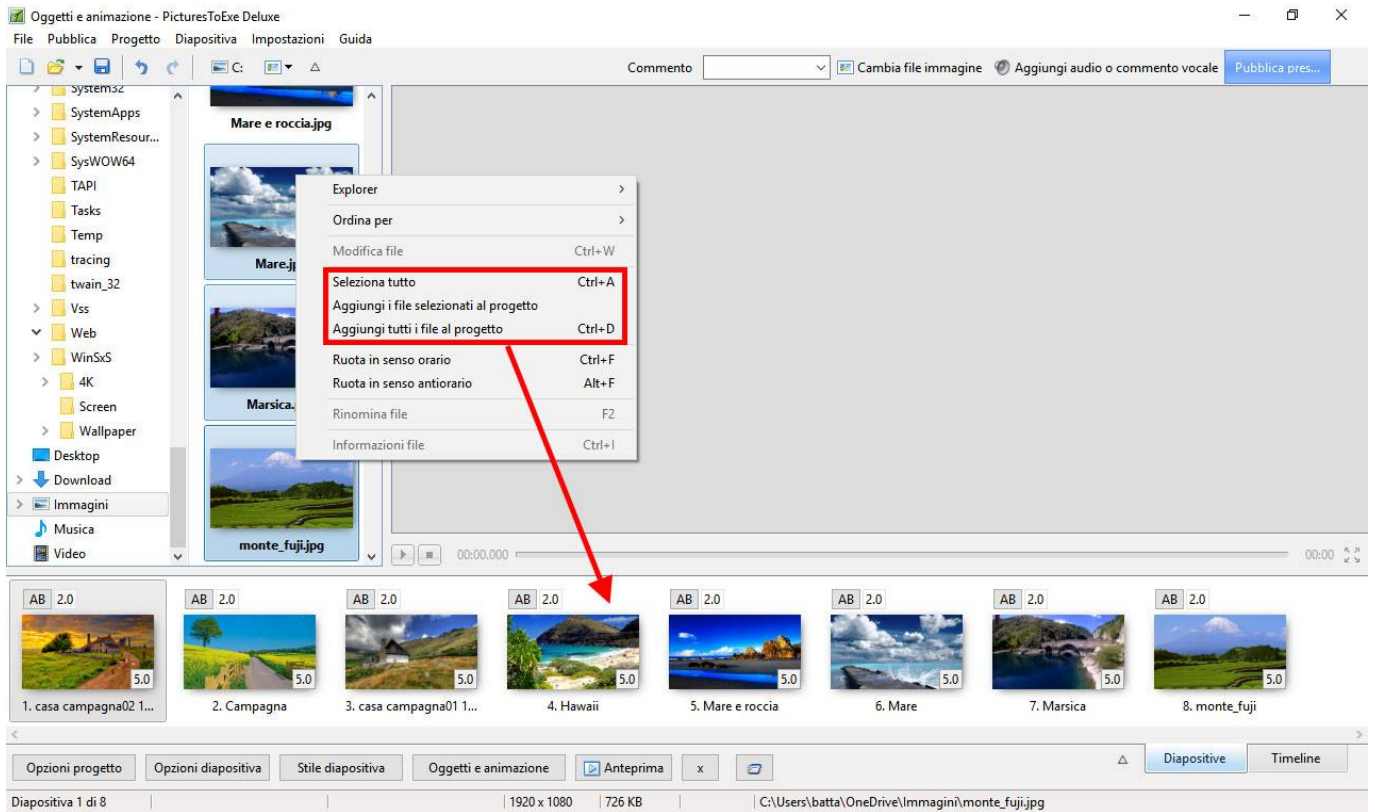 Oggetti e animazione - PicturesToExe Deluxe
File Pubblica Progetto Diapositiva Impostazioni Guida
C:
Commento
Cambia file immagine
Aggiungi audio o commento vocale
Pubblica pres...
System32
SystemApps
SystemResour...
SysWOW64
TAPI
Tasks
Temp
tracing
twain_32
Vss
Web
WinSxS
4K
Screen
Wallpaper
Desktop
Download
Immagini
Musica
Video
Mare e roccia.jpg
Mare.j
Marsica.
monte_fuji.jpg
Explorer
Ordina per
Modifica file Ctrl+W
Seleziona tutto Ctrl+A
Aggiungi i file selezionati al progetto
Aggiungi tutti i file al progetto Ctrl+D
Ruota in senso orario Ctrl+F
Ruota in senso antiorario Alt+F
Rinomina file F2
Informazioni file Ctrl+I
00:00.000 00:00
AB 2.0 AB 2.0 AB 2.0 AB 2.0 AB 2.0 AB 2.0 AB 2.0 AB 2.0
5.0 5.0 5.0 5.0 5.0 5.0 5.0 5.0
1. casa campagna02 1... 2. Campagna 3. casa campagna01 1... 4. Hawaii 5. Mare e roccia 6. Mare 7. Marsica 8. monte_fuji
Opzioni progetto Opzioni diapositiva Stile diapositiva Oggetti e animazione Anteprima x Diapositive Timeline
Diapositiva 1 di 8 1920 x 1080 726 KB C:\Users\batta\OneDrive\Immagini\monte_fuji.jpg